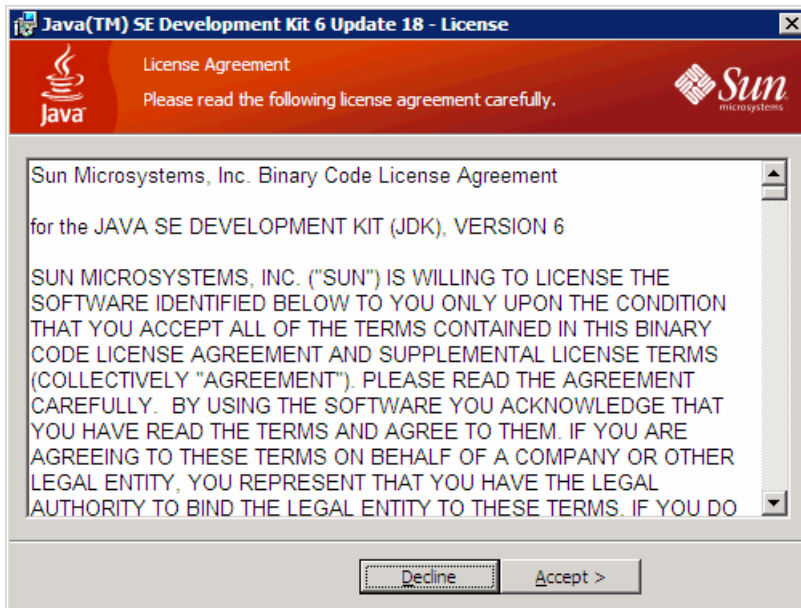 Java(TM) SE Development Kit 6 Update 18 - License
License Agreement
Please read the following license agreement carefully.
Java
Sun
microsystems
Sun Microsystems, Inc. Binary Code License Agreement
for the JAVA SE DEVELOPMENT KIT (JDK), VERSION 6
SUN MICROSYSTEMS, INC. ("SUN") IS WILLING TO LICENSE THE
SOFTWARE IDENTIFIED BELOW TO YOU ONLY UPON THE CONDITION
THAT YOU ACCEPT ALL OF THE TERMS CONTAINED IN THIS BINARY
CODE LICENSE AGREEMENT AND SUPPLEMENTAL LICENSE TERMS
(COLLECTIVELY "AGREEMENT"). PLEASE READ THE AGREEMENT
CAREFULLY.  BY USING THE SOFTWARE YOU ACKNOWLEDGE THAT
YOU HAVE READ THE TERMS AND AGREE TO THEM. IF YOU ARE
AGREEING TO THESE TERMS ON BEHALF OF A COMPANY OR OTHER
LEGAL ENTITY, YOU REPRESENT THAT YOU HAVE THE LEGAL
AUTHORITY TO BIND THE LEGAL ENTITY TO THESE TERMS. IF YOU DO
Decline
Accept >